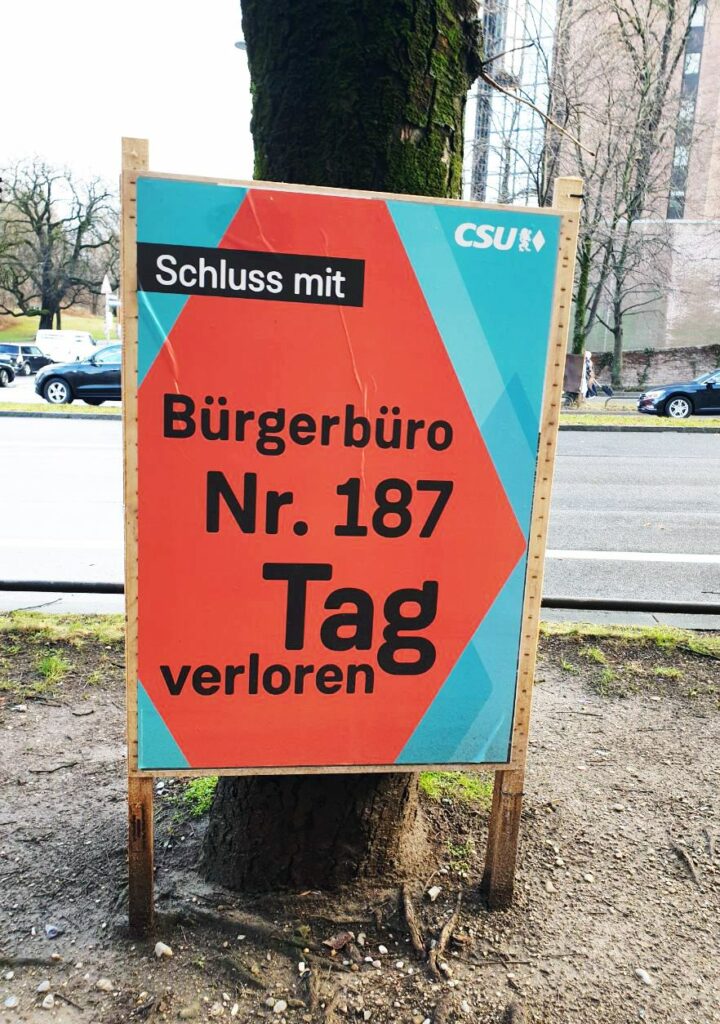 CSU
Schluss mit
Bürgerbüro
Nr. 187
Tag
verloren